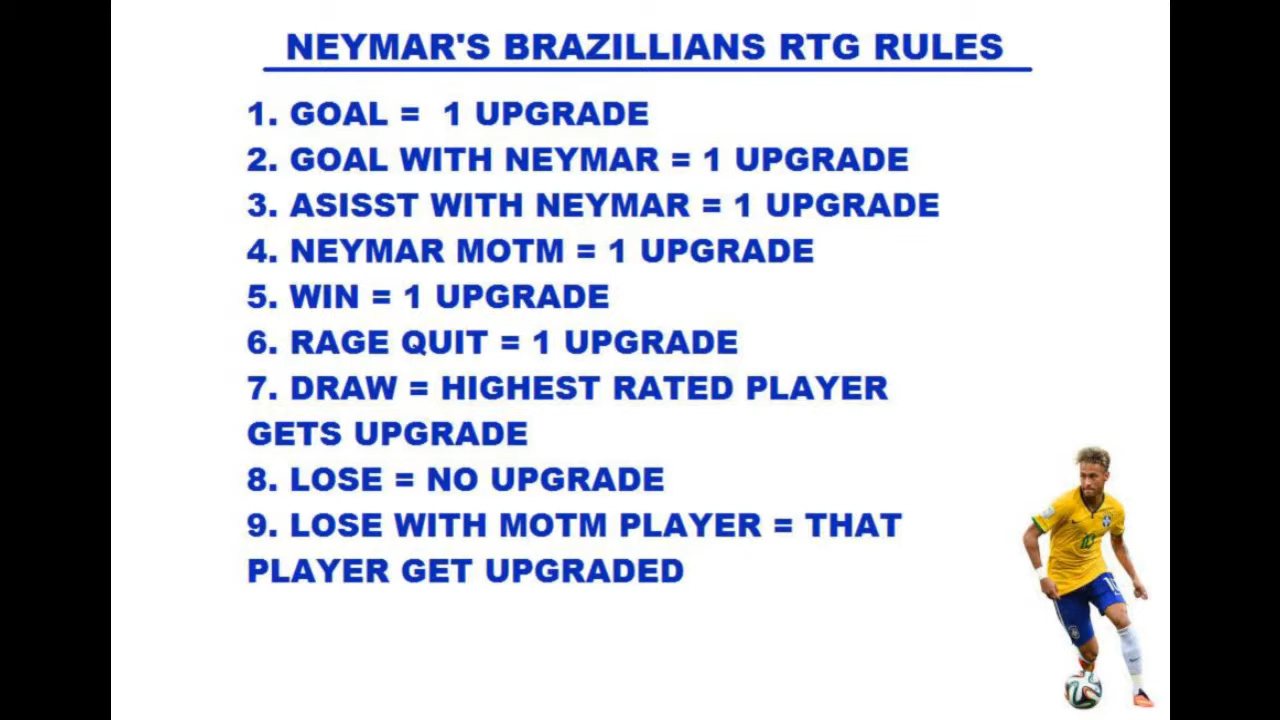 NEYMAR'S BRAZILLIANS RTG RULES
1. GOAL = 1 UPGRADE
2. GOAL WITH NEYMAR = 1 UPGRADE
3. ASISST WITH NEYMAR = 1 UPGRADE
4. NEYMAR MOTM = 1 UPGRADE
5. WIN = 1 UPGRADE
6. RAGE QUIT = 1 UPGRADE
7. DRAW = HIGHEST RATED PLAYER
GETS UPGRADE
8. LOSE = NO UPGRADE
9. LOSE WITH MOTM PLAYER = THAT
PLAYER GET UPGRADED
10